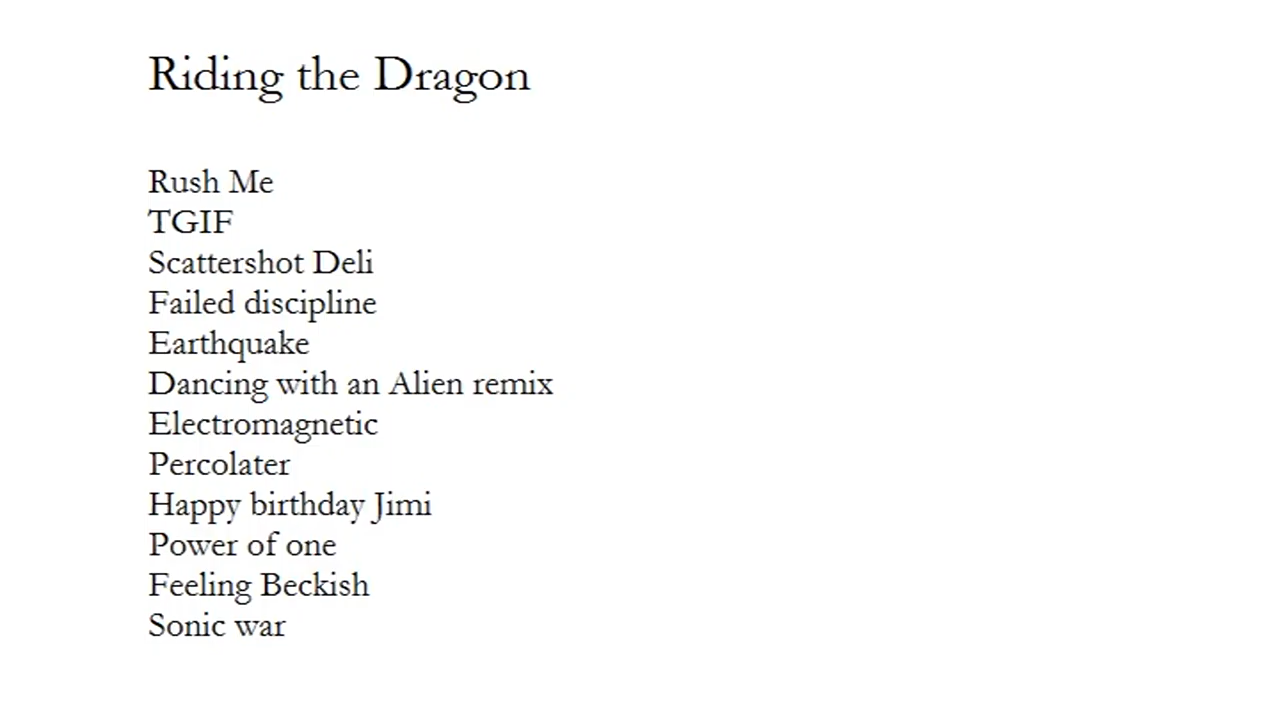 Riding the Dragon
Rush Me
TGIF
Scattershot Deli
Failed discipline
Earthquake
Dancing with an Alien remix
Electromagnetic
Percolater
Happy birthday Jimi
Power of one
Feeling Beckish
Sonic war